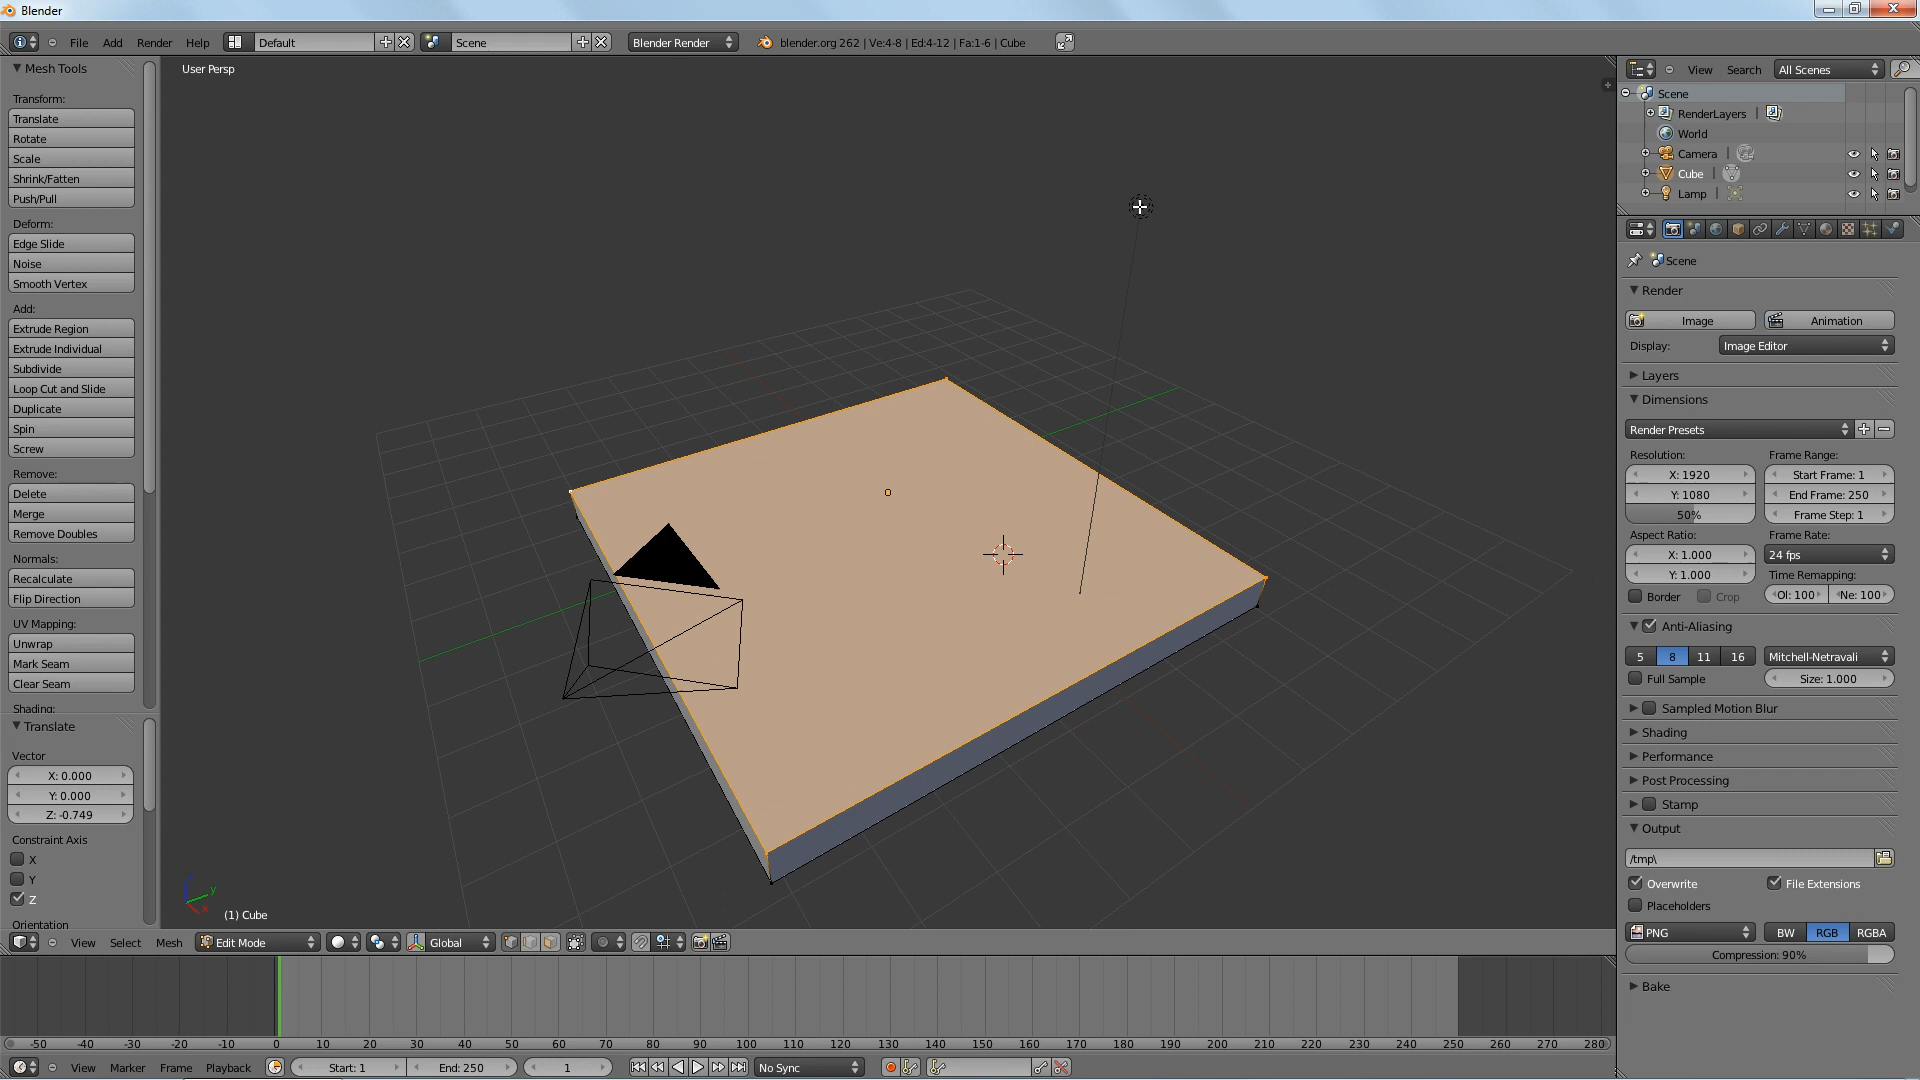 Blender
File Add Render Help Default Scene Blender Render blender.org 262 | Ve:4-8 | Ed:4-12 | Fa:1-6 | Cube
Mesh Tools
Transform:
Translate
Rotate
Scale
Shrink/Fatten
Push/Pull
Deform:
Edge Slide
Noise
Smooth Vertex
Add:
Extrude Region
Extrude Individual
Subdivide
Loop Cut and Slide
Duplicate
Spin
Screw
Remove:
Delete
Merge
Remove Doubles
Normals:
Recalculate
Flip Direction
UV Mapping:
Unwrap
Mark Seam
Clear Seam
Shading:
Translate
Vector
X: 0.000
Y: 0.000
Z: -0.749
Constraint Axis
X
Y
Z
Orientation
User Persp
y
x
(1) Cube
View Select Mesh Edit Mode Global
-50 -40 -30 -20 -10 0 10 20 30 40 50 60 70 80 90 100 110 120 130 140 150 160 170 180 190 200 210 220 230 240 250 260 270 280
View Marker Frame Playback Start: 1 End: 250 1 No Sync
View Search All Scenes
Scene
RenderLayers |
World
Camera |
Cube |
Lamp |
Scene
Render
Image Animation
Display: Image Editor
Layers
Dimensions
Render Presets
Resolution: Frame Range:
X: 1920 Start Frame: 1
Y: 1080 End Frame: 250
50% Frame Step: 1
Aspect Ratio: Frame Rate:
X: 1.000 24 fps
Y: 1.000 Time Remapping:
Border Crop Ol: 100 Ne: 100
Anti-Aliasing
5 8 11 16 Mitchell-Netravali
Full Sample Size: 1.000
Sampled Motion Blur
Shading
Performance
Post Processing
Stamp
Output
/tmp\
Overwrite File Extensions
Placeholders
PNG BW RGB RGBA
Compression: 90%
Bake